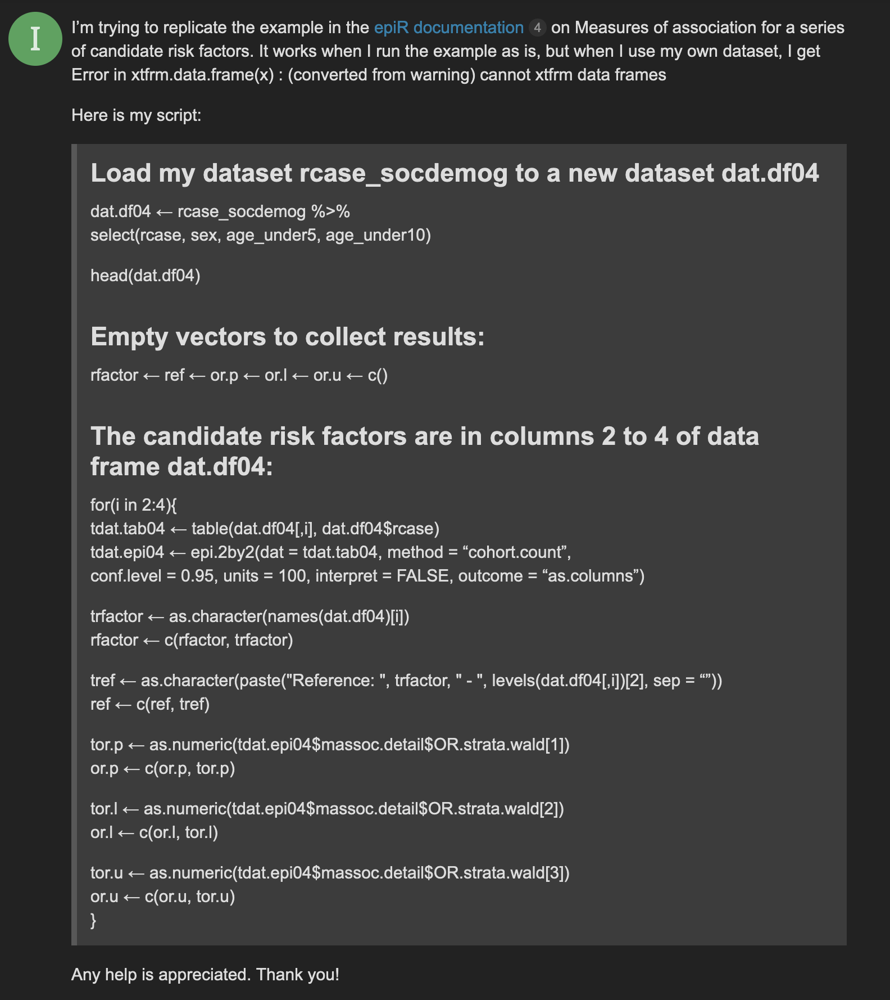 I
I’m trying to replicate the example in the epiR documentation 4 on Measures of association for a series
of candidate risk factors. It works when I run the example as is, but when I use my own dataset, I get
Error in xtfrm.data.frame(x) : (converted from warning) cannot xtfrm data frames
Here is my script:
Load my dataset rcase_socdemog to a new dataset dat.df04
dat.df04 ← rcase_socdemog %>%
select(rcase, sex, age_under5, age_under10)
head(dat.df04)
Empty vectors to collect results:
rfactor ← ref ← or.p ← or.l ← or.u ← c()
The candidate risk factors are in columns 2 to 4 of data
frame dat.df04:
for(i in 2:4){
tdat.tab04 ← table(dat.df04[,i], dat.df04$rcase)
tdat.epi04 ← epi.2by2(dat = tdat.tab04, method = “cohort.count”,
conf.level = 0.95, units = 100, interpret = FALSE, outcome = “as.columns”)
trfactor ← as.character(names(dat.df04)[i])
rfactor ← c(rfactor, trfactor)
tref ← as.character(paste("Reference: ", trfactor, " - ", levels(dat.df04[,i])[2], sep = “”))
ref ← c(ref, tref)
tor.p ← as.numeric(tdat.epi04$massoc.detail$OR.strata.wald[1])
or.p ← c(or.p, tor.p)
tor.l ← as.numeric(tdat.epi04$massoc.detail$OR.strata.wald[2])
or.l ← c(or.l, tor.l)
tor.u ← as.numeric(tdat.epi04$massoc.detail$OR.strata.wald[3])
or.u ← c(or.u, tor.u)
}
Any help is appreciated. Thank you!